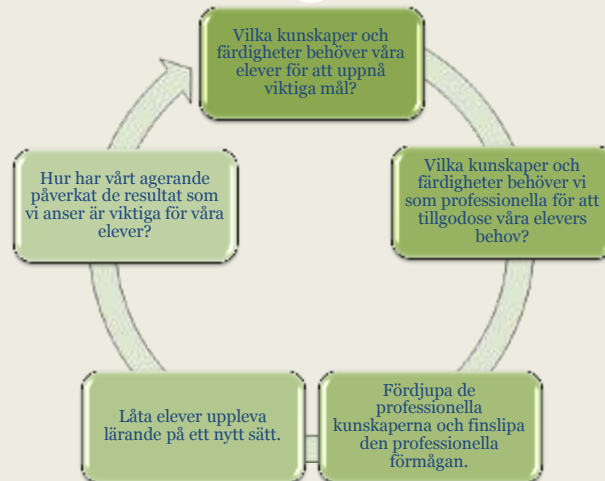 Vilka kunskaper och
färdigheter behöver våra
elever för att uppnå
viktiga mål?
Vilka kunskaper och
färdigheter behöver vi
som professionella för att
tillgodose våra elevers
behov?
Fördjupa de
professionella
kunskaperna och finslipa
den professionella
förmågan.
Låta elever uppleva
lärande på ett nytt sätt.
Hur har vårt agerande
påverkat de resultat som
vi anser är viktiga för våra
elever?